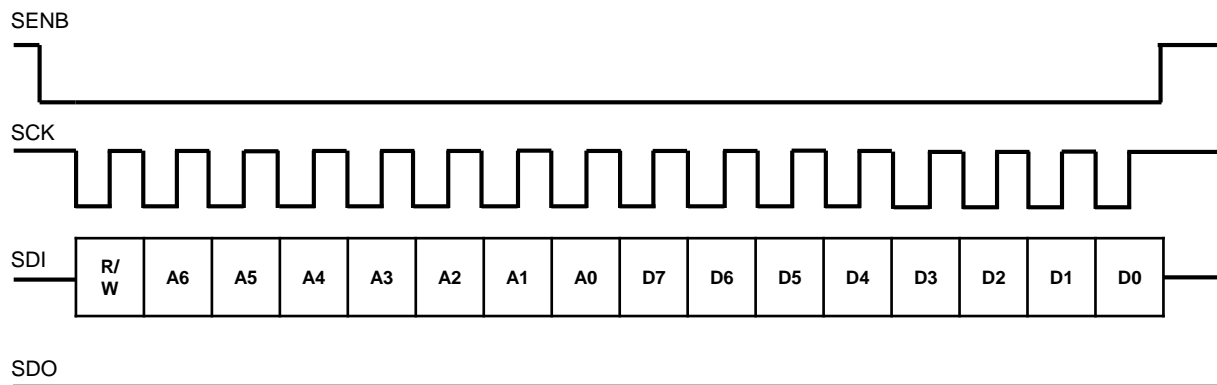 SENB
SCK
SDI
R/
W
A6 A5 A4 A3 A2 A1 A0 D7 D6 D5 D4 D3 D2 D1 D0
SDO